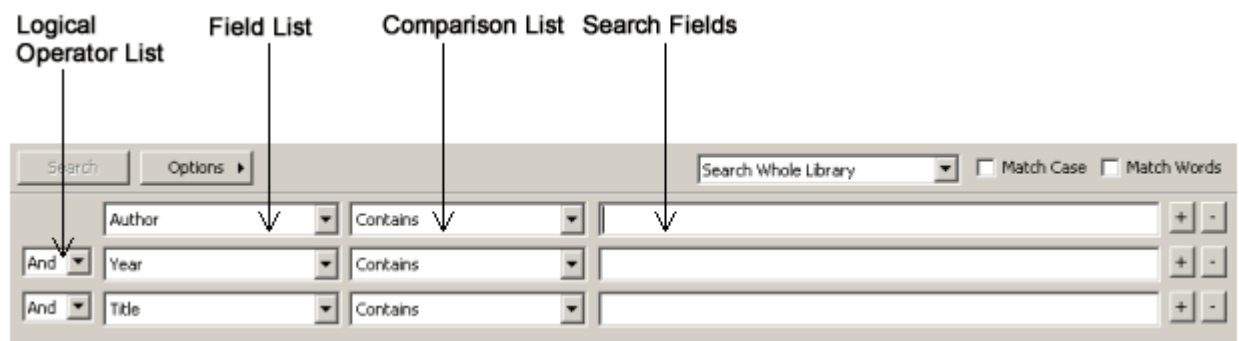 Logical Field List Comparison List Search Fields
Operator List
Search Options Search Whole Library Match Case Match Words
Author Contains + -
And Year Contains + -
And Title Contains + -